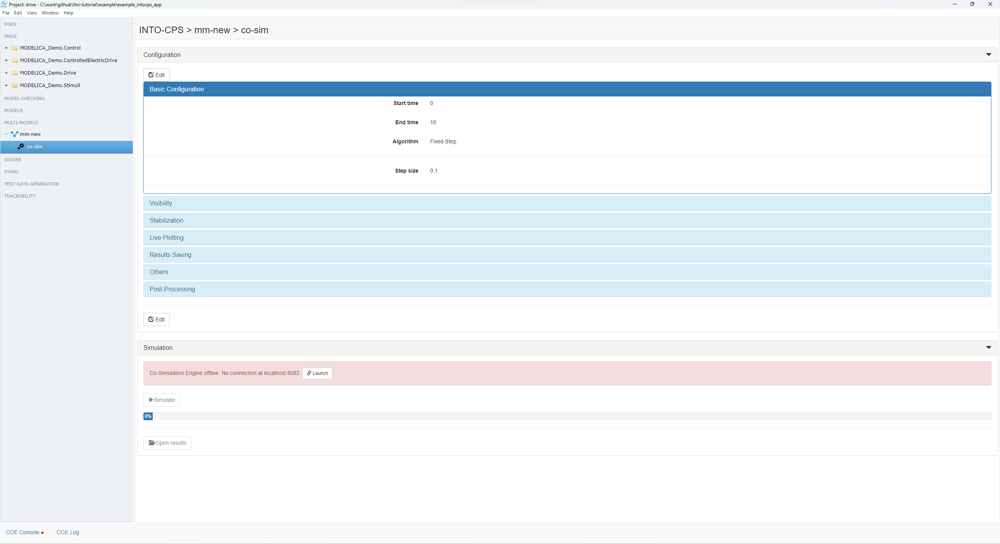 Project: drive - C:\work\github\fmi-tutorial\example\example_intocps_app
File Edit View Window Help
DSES
FMUS
+ MODELICA_Demo.Control
+ MODELICA_Demo.ControlledElectricDrive
+ MODELICA_Demo.Drive
+ MODELICA_Demo.Stimuli
MODEL-CHECKING
MODELS
MULTI-MODELS
- mm-new
co-sim
SIGVER
SYSML
TEST-DATA-GENERATION
TRACEABILITY
INTO-CPS > mm-new > co-sim
Configuration
Edit
Basic Configuration
Start time 0
End time 10
Algorithm Fixed Step
Step size 0.1
Visibility
Stabilization
Live Plotting
Results Saving
Others
Post-Processing
Edit
Simulation
Co-Simulation Engine offline. No connection at localhost:8082. Launch
Simulate
0%
Open results
COE Console COE Log